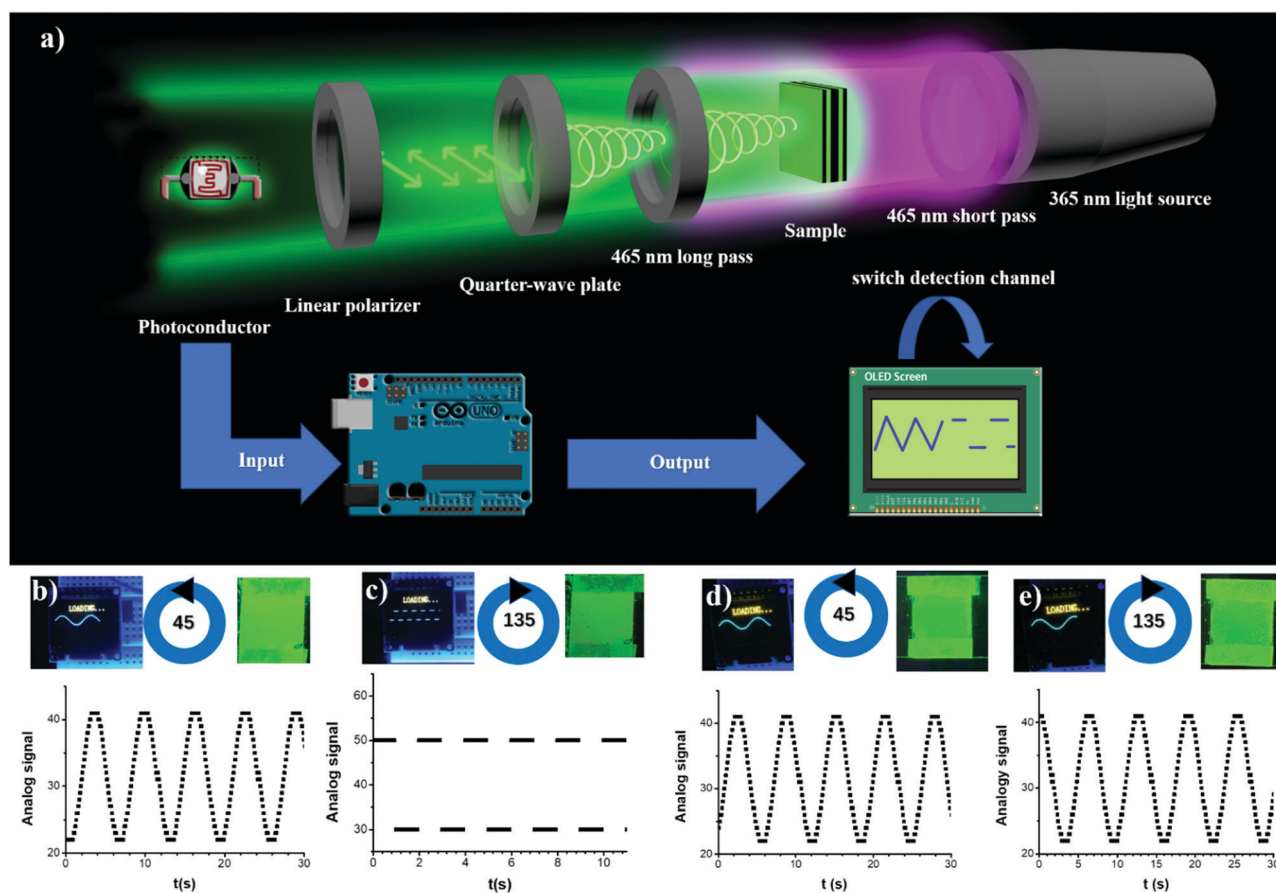 a)
365 nm light source
465 nm short pass
Sample
465 nm long pass
Quarter-wave plate
Linear polarizer
Photoconductor
switch detection channel
OLED Screen
UNO
Input
Output
b)
LOADING...
45
c)
LOADING...
135
d)
LOADING...
45
e)
LOADING...
135
Analog signal
40
30
20
0
10
20
30
t(s)
Analog signal
60
50
40
30
0
2
4
6
8
10
t(s)
Analog signal
40
30
20
0
10
20
30
t (s)
Analogy signal
40
30
20
0
5
10
15
20
25
30
t (s)